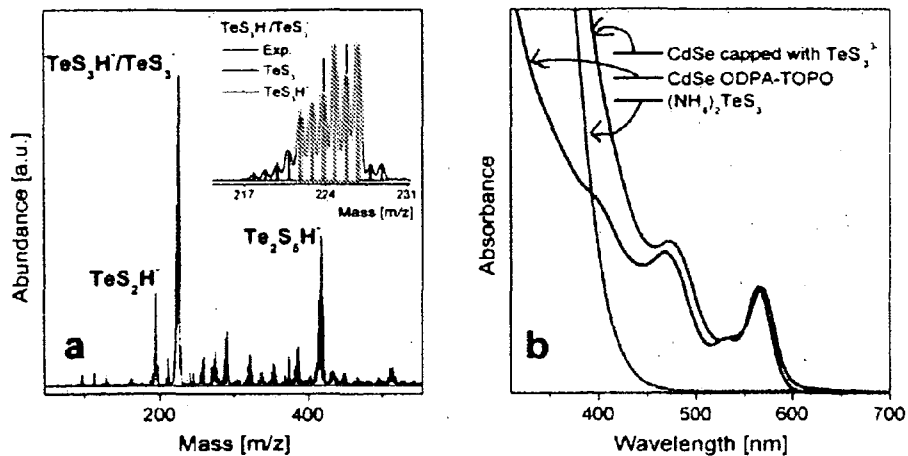 TeS₃H⁻/TeS₃⁻
TeS₃H⁻/TeS₃⁻
Exp.
TeS₃⁻
TeS₃H⁻
217 224 231
Mass [m/z]
Te₂S₅H⁻
TeS₂H⁻
a
Abundance [a.u.]
200 400
Mass [m/z]
CdSe capped with TeS₃²⁻
CdSe ODPA-TOPO
(NH₄)₂TeS₃
Absorbance
b
400 500 600 700
Wavelength [nm]